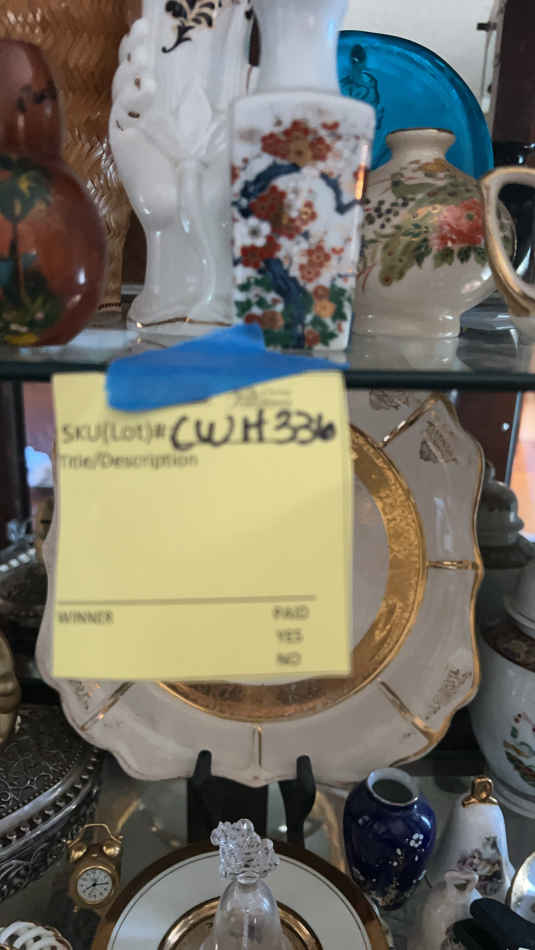 SKU(Lot)# CWH336
Title/Description
WINNER
PAID
YES
NO